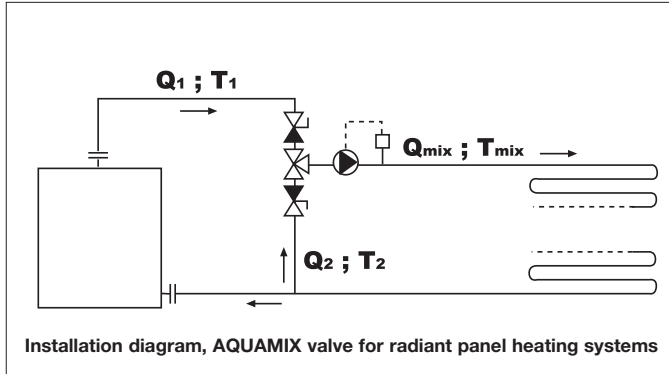 Q1 ; T1
Qmix ; Tmix
Q2 ; T2
Installation diagram, AQUAMIX valve for radiant panel heating systems